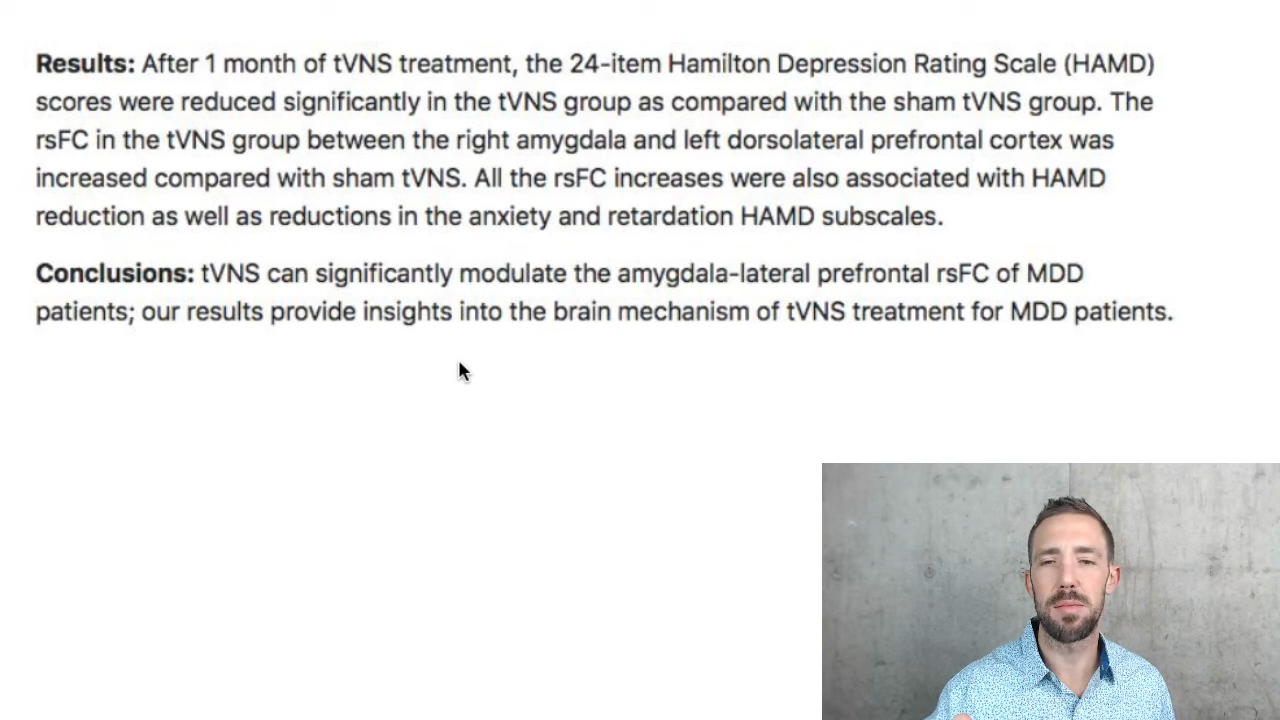 Results: After 1 month of tVNS treatment, the 24-item Hamilton Depression Rating Scale (HAMD)
scores were reduced significantly in the tVNS group as compared with the sham tVNS group. The
rsFC in the tVNS group between the right amygdala and left dorsolateral prefrontal cortex was
increased compared with sham tVNS. All the rsFC increases were also associated with HAMD
reduction as well as reductions in the anxiety and retardation HAMD subscales.
Conclusions: tVNS can significantly modulate the amygdala-lateral prefrontal rsFC of MDD
patients; our results provide insights into the brain mechanism of tVNS treatment for MDD patients.